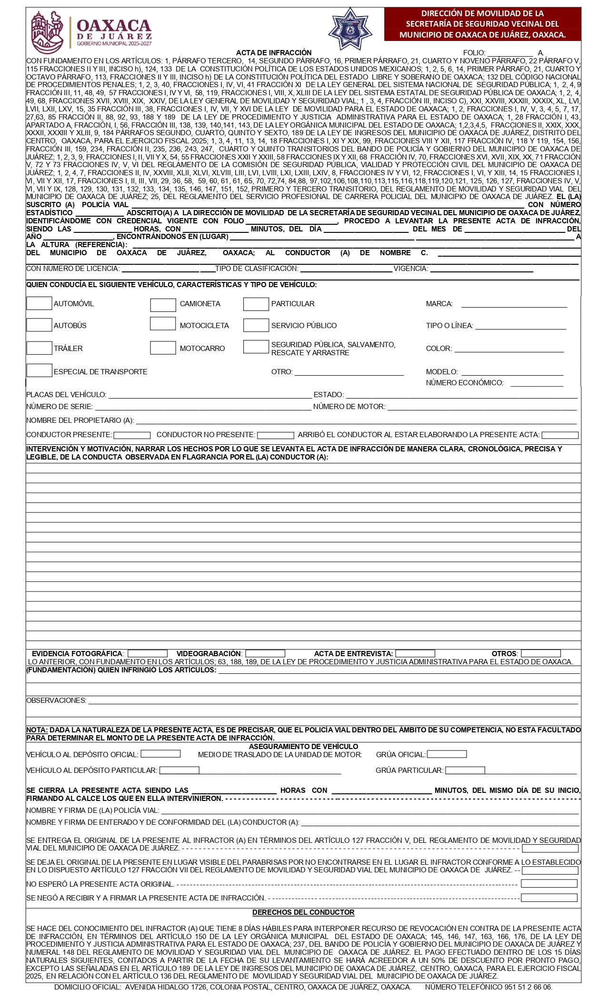 OAXACA
DE JUÁREZ
GOBIERNO MUNICIPAL 2025-2027
POLICÍA MUNICIPAL
DIRECCIÓN DE MOVILIDAD DE LA
SECRETARÍA DE SEGURIDAD VECINAL DEL
MUNICIPIO DE OAXACA DE JUÁREZ, OAXACA.
ACTA DE INFRACCIÓN FOLIO: ____________ A.
CON FUNDAMENTO EN LOS ARTÍCULOS: 1, PÁRRAFO TERCERO, 14, SEGUNDO PÁRRAFO, 16, PRIMER PÁRRAFO, 21, CUARTO Y NOVENO PÁRRAFO, 22 PÁRRAFO V,
115 FRACCIONES II Y III, INCISO h), 124, 133 DE LA CONSTITUCIÓN POLÍTICA DE LOS ESTADOS UNIDOS MEXICANOS; 1, 2, 5, 6, 14, PRIMER PÁRRAFO, 21, CUARTO Y
OCTAVO PÁRRAFO, 113, FRACCIONES II Y III, INCISO h) DE LA CONSTITUCIÓN POLÍTICA DEL ESTADO LIBRE Y SOBERANO DE OAXACA; 132 DEL CÓDIGO NACIONAL
DE PROCEDIMIENTOS PENALES; 1, 2, 3, 40, FRACCIONES I, IV, VI, 41 FRACCIÓN XI DE LA LEY GENERAL DEL SISTEMA NACIONAL DE SEGURIDAD PÚBLICA; 1, 2, 4, 9
FRACCIÓN III, 11, 48, 49, 57 FRACCIONES I, IV Y VI, 58, 119, FRACCIONES I, VIII, X, XLIII DE LA LEY DEL SISTEMA ESTATAL DE SEGURIDAD PÚBLICA DE OAXACA; 1, 2, 4,
49, 68, FRACCIONES XVII, XVIII, XIX, XXIV, DE LA LEY GENERAL DE MOVILIDAD Y SEGURIDAD VIAL; 1 , 3, 4, FRACCIÓN III, INCISO C), XXI, XXVIII, XXXIII, XXXIX, XL, LVI,
LVII, LXII, LXV, 15, 35 FRACCIÓN III, 38, FRACCIONES I, IV, VII, Y XVI DE LA LEY DE MOVILIDAD PARA EL ESTADO DE OAXACA; 1, 2, FRACCIONES I, IV, V, 3, 4, 5, 7, 17,
27,63, 85 FRACCIÓN II, 88, 92, 93, 188 Y 189 DE LA LEY DE PROCEDIMIENTO Y JUSTICIA ADMINISTRATIVA PARA EL ESTADO DE OAXACA; 1, 28 FRACCIÓN I, 43,
APARTADO A, FRACCIÓN, I, 56, FRACCIÓN III, 138, 139, 140,141, 143, DE LA LEY ORGÁNICA MUNICIPAL DEL ESTADO DE OAXACA; 1,2,3,4,5, FRACCIONES II, XXIX, XXX,
XXXII, XXXIII Y XLIII, 9, 184 PÁRRAFOS SEGUNDO, CUARTO, QUINTO Y SEXTO, 189 DE LA LEY DE INGRESOS DEL MUNICIPIO DE OAXACA DE JUÁREZ, DISTRITO DEL
CENTRO, OAXACA, PARA EL EJERCICIO FISCAL 2025; 1, 3, 4, 11, 13, 14, 18 FRACCIONES I, XI Y XIX, 99, FRACCIONES VIII Y XII, 117 FRACCIÓN IV, 118 Y 119, 154, 156,
FRACCIÓN III, 159, 234, FRACCIÓN II, 235, 236, 243, 247, CUARTO Y QUINTO TRANSITORIOS DEL BANDO DE POLICÍA Y GOBIERNO DEL MUNICIPIO DE OAXACA DE
JUÁREZ; 1, 2, 3, 9, FRACCIONES I, II, VII Y X, 54, 55 FRACCIONES XXII Y XXIII, 58 FRACCIONES IX Y XII, 68 FRACCIÓN IV, 70, FRACCIONES XVI, XVII, XIX, XX, 71 FRACCIÓN
V, 72 Y 73 FRACCIONES IV, V, VI DEL REGLAMENTO DE LA COMISIÓN DE SEGURIDAD PÚBLICA, VIALIDAD Y PROTECCIÓN CIVIL DEL MUNICIPIO DE OAXACA DE
JUÁREZ; 1, 2, 4, 7, FRACCIONES II, IV, XXVIII, XLII, XLVI, XLVIII, LIII, LVI, LVIII, LXI, LXIII, LXIV, 8, FRACCIONES IV Y VI, 12, FRACCIONES I, VI, Y XIII, 14, 15 FRACCIONES I,
VI, VII Y XII, 17, FRACCIONES I, II, III, VII, 29, 36, 58, 59, 60, 61, 61, 65, 70, 72,74, 84,88, 97,102,106,108,110,113,115,116,118,119,120,121, 125, 126, 127, FRACCIONES IV, V,
VI, VII Y IX, 128, 129, 130, 131, 132, 133, 134, 135, 146, 147, 151, 152, PRIMERO Y TERCERO TRANSITORIO, DEL REGLAMENTO DE MOVILIDAD Y SEGURIDAD VIAL DEL
MUNICIPIO DE OAXACA DE JUÁREZ; 25, DEL REGLAMENTO DEL SERVICIO PROFESIONAL DE CARRERA POLICIAL DEL MUNICIPIO DE OAXACA DE JUÁREZ. EL (LA)
SUSCRITO (A) POLICÍA VIAL ____________ CON NÚMERO
ESTADÍSTICO ____________ ADSCRITO(A) A LA DIRECCIÓN DE MOVILIDAD DE LA SECRETARÍA DE SEGURIDAD VECINAL DEL MUNICIPIO DE OAXACA DE JUÁREZ,
IDENTIFICÁNDOME CON CREDENCIAL VIGENTE CON FOLIO ____________, PROCEDO A LEVANTAR LA PRESENTE ACTA DE INFRACCIÓN,
SIENDO LAS ____________ HORAS, CON ____________ MINUTOS, DEL DÍA ____________ DEL MES DE ____________ DEL
AÑO ____________, ENCONTRÁNDONOS EN (LUGAR) ____________ ____________ A
LA ALTURA (REFERENCIA): ____________
DEL MUNICIPIO DE OAXACA DE JUÁREZ, OAXACA; AL CONDUCTOR (A) DE NOMBRE C. ____________
CON NÚMERO DE LICENCIA: ____________ TIPO DE CLASIFICACIÓN: ____________ VIGENCIA: ____________
QUIEN CONDUCÍA EL SIGUIENTE VEHÍCULO, CARACTERÍSTICAS Y TIPO DE VEHÍCULO:
AUTOMÓVIL CAMIONETA PARTICULAR MARCA: ____________
AUTOBÚS MOTOCICLETA SERVICIO PÚBLICO TIPO O LÍNEA: ____________
TRÁILER MOTOCARRO SEGURIDAD PÚBLICA, SALVAMENTO,
RESCATE Y ARRASTRE COLOR: ____________
ESPECIAL DE TRANSPORTE OTRO: ____________ MODELO: ____________
NÚMERO ECONÓMICO: ____________
PLACAS DEL VEHÍCULO: ____________ ESTADO: ____________
NÚMERO DE SERIE: ____________ NÚMERO DE MOTOR: ____________
NOMBRE DEL PROPIETARIO (A): ____________
CONDUCTOR PRESENTE: CONDUCTOR NO PRESENTE: ARRIBÓ EL CONDUCTOR AL ESTAR ELABORANDO LA PRESENTE ACTA:
INTERVENCIÓN Y MOTIVACIÓN, NARRAR LOS HECHOS POR LO QUE SE LEVANTA EL ACTA DE INFRACCIÓN DE MANERA CLARA, CRONOLÓGICA, PRECISA Y
LEGIBLE, DE LA CONDUCTA OBSERVADA EN FLAGRANCIA POR EL (LA) CONDUCTOR (A):
EVIDENCIA FOTOGRÁFICA: VIDEOGRABACIÓN: ACTA DE ENTREVISTA: OTROS:
LO ANTERIOR, CON FUNDAMENTO EN LOS ARTÍCULOS; 63, 188, 189, DE LA LEY DE PROCEDIMIENTO Y JUSTICIA ADMINISTRATIVA PARA EL ESTADO DE OAXACA.
(FUNDAMENTACIÓN) QUIEN INFRINGIÓ LOS ARTÍCULOS: ____________
OBSERVACIONES: ____________
NOTA: DADA LA NATURALEZA DE LA PRESENTE ACTA, ES DE PRECISAR, QUE EL POLICÍA VIAL DENTRO DEL ÁMBITO DE SU COMPETENCIA, NO ESTA FACULTADO
PARA DETERMINAR EL MONTO DE LA PRESENTE ACTA DE INFRACCIÓN.
ASEGURAMIENTO DE VEHÍCULO
VEHÍCULO AL DEPÓSITO OFICIAL: MEDIO DE TRASLADO DE LA UNIDAD DE MOTOR: GRÚA OFICIAL:
VEHÍCULO AL DEPÓSITO PARTICULAR: ____________ GRÚA PARTICULAR: ____________
SE CIERRA LA PRESENTE ACTA SIENDO LAS ____________ HORAS CON ____________ MINUTOS, DEL MISMO DÍA DE SU INICIO,
FIRMANDO AL CALCE LOS QUE EN ELLA INTERVINIERON. - - - - - - - - - - - -
NOMBRE Y FIRMA DE (LA) POLICÍA VIAL: ____________
NOMBRE Y FIRMA DE ENTERADO Y DE CONFORMIDAD DEL (LA) CONDUCTOR (A): ____________
SE ENTREGA EL ORIGINAL DE LA PRESENTE AL INFRACTOR (A) EN TÉRMINOS DEL ARTÍCULO 127 FRACCIÓN V, DEL REGLAMENTO DE MOVILIDAD Y SEGURIDAD
VIAL DEL MUNICIPIO DE OAXACA DE JUÁREZ. - - - - - - - - - - - -
SE DEJA EL ORIGINAL DE LA PRESENTE EN LUGAR VISIBLE DEL PARABRISAS POR NO ENCONTRARSE EN EL LUGAR EL INFRACTOR CONFORME A LO ESTABLECIDO
EN LO DISPUESTO ARTÍCULO 127 FRACCIÓN VII DEL REGLAMENTO DE MOVILIDAD Y SEGURIDAD VIAL DEL MUNICIPIO DE OAXACA DE JUÁREZ. - -
NO ESPERÓ LA PRESENTE ACTA ORIGINAL. - - - - - - - - - - - -
SE NEGÓ A RECIBIR Y A FIRMAR LA PRESENTE ACTA DE INFRACCIÓN. - - - - - - - - - - - -
DERECHOS DEL CONDUCTOR
SE HACE DEL CONOCIMIENTO DEL INFRACTOR (A) QUE TIENE 8 DÍAS HÁBILES PARA INTERPONER RECURSO DE REVOCACIÓN EN CONTRA DE LA PRESENTE ACTA
DE INFRACCIÓN, EN TÉRMINOS DEL ARTÍCULO 150 DE LA LEY ORGÁNICA MUNICIPAL DEL ESTADO DE OAXACA; 145, 146, 147, 163, 166, 176, DE LA LEY DE
PROCEDIMIENTO Y JUSTICIA ADMINISTRATIVA PARA EL ESTADO DE OAXACA; 237, DEL BANDO DE POLICÍA Y GOBIERNO DEL MUNICIPIO DE OAXACA DE JUÁREZ Y
NUMERAL 148 DEL REGLAMENTO DE MOVILIDAD Y SEGURIDAD VIAL DEL MUNICIPIO DE OAXACA DE JUÁREZ. EL PAGO EFECTUADO DENTRO DE LOS 15 DÍAS
NATURALES SIGUIENTES, CONTADOS A PARTIR DE LA FECHA DE SU LEVANTAMIENTO SE HARÁ ACREEDOR A UN 50% DE DESCUENTO POR PRONTO PAGO,
EXCEPTO LAS SEÑALADAS EN EL ARTÍCULO 189 DE LA LEY DE INGRESOS DEL MUNICIPIO DE OAXACA DE JUÁREZ, CENTRO, OAXACA, PARA EL EJERCICIO FISCAL
2025, EN RELACIÓN CON EL ARTÍCULO 136 DEL REGLAMENTO DE MOVILIDAD Y SEGURIDAD VIAL DEL MUNICIPIO DE OAXACA DE JUÁREZ.
DOMICILIO OFICIAL: AVENIDA HIDALGO 1726, COLONIA POSTAL, CENTRO, OAXACA DE JUÁREZ, OAXACA. NÚMERO TELEFÓNICO 951 51 2 66 06.